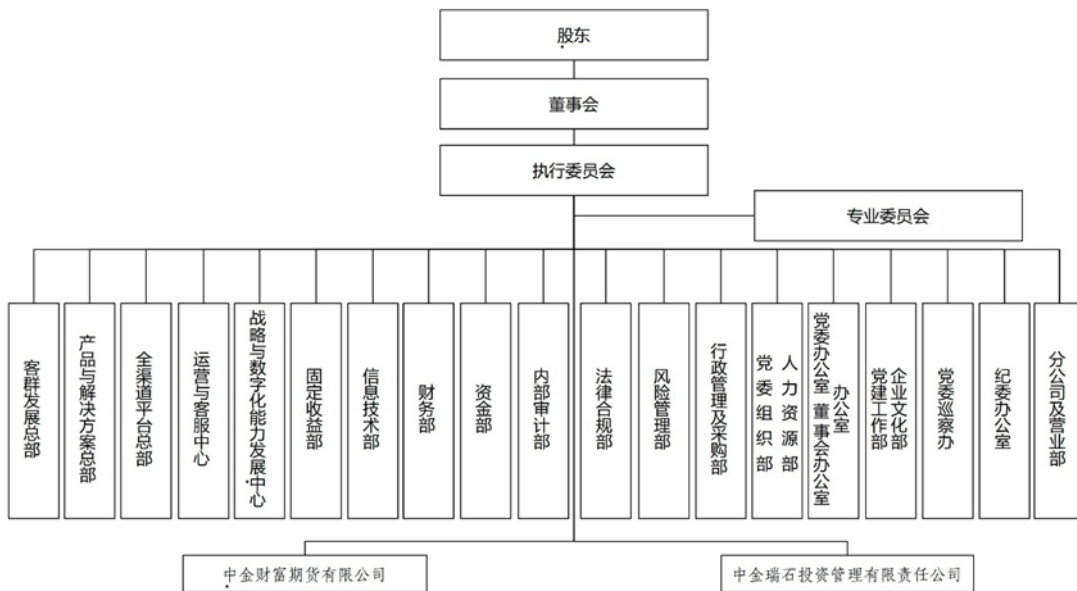 股东
董事会
执行委员会
专业委员会
客群发展总部
产品与解决方案总部
全渠道平台总部
运营与客服中心
战略与数字化能力发展中心
固定收益部
信息技术部
财务部
资金部
内部审计部
法律合规部
风险管理部
行政管理及采购部
党委组织部
人力资源部
党委办公室 董事会办公室
办公室
党建工作部
企业文化部
党委巡察办
纪委办公室
分公司及营业部
中金财富期货有限公司
中金瑞石投资管理有限责任公司